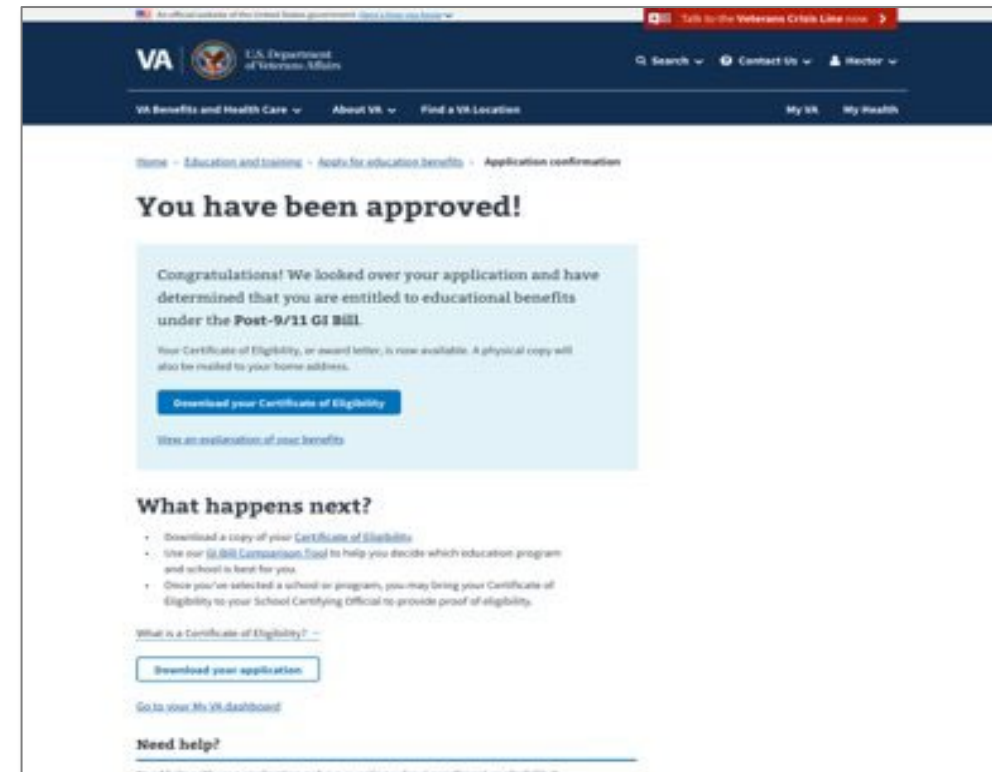 An official website of the United States government Here's how you know
Talk to the Veterans Crisis Line now
VA U.S. Department of Veterans Affairs
Search Contact Us Hector
VA Benefits and Health Care About VA Find a VA Location My VA My Health
Home Education and training Apply for education benefits Application confirmation
You have been approved!
Congratulations! We looked over your application and have
determined that you are entitled to educational benefits
under the Post-9/11 GI Bill.
Your Certificate of Eligibility, or award letter, is now available. A physical copy will
also be mailed to your home address.
Download your Certificate of Eligibility
View an explanation of your benefits
What happens next?
• Download a copy of your Certificate of Eligibility
• Use our GI Bill Comparison Tool to help you decide which education program
and school is best for you.
• Once you've selected a school or program, you may bring your Certificate of
Eligibility to your School Certifying Official to provide proof of eligibility.
What is a Certificate of Eligibility?
Download your application
Go to your My VA dashboard
Need help?